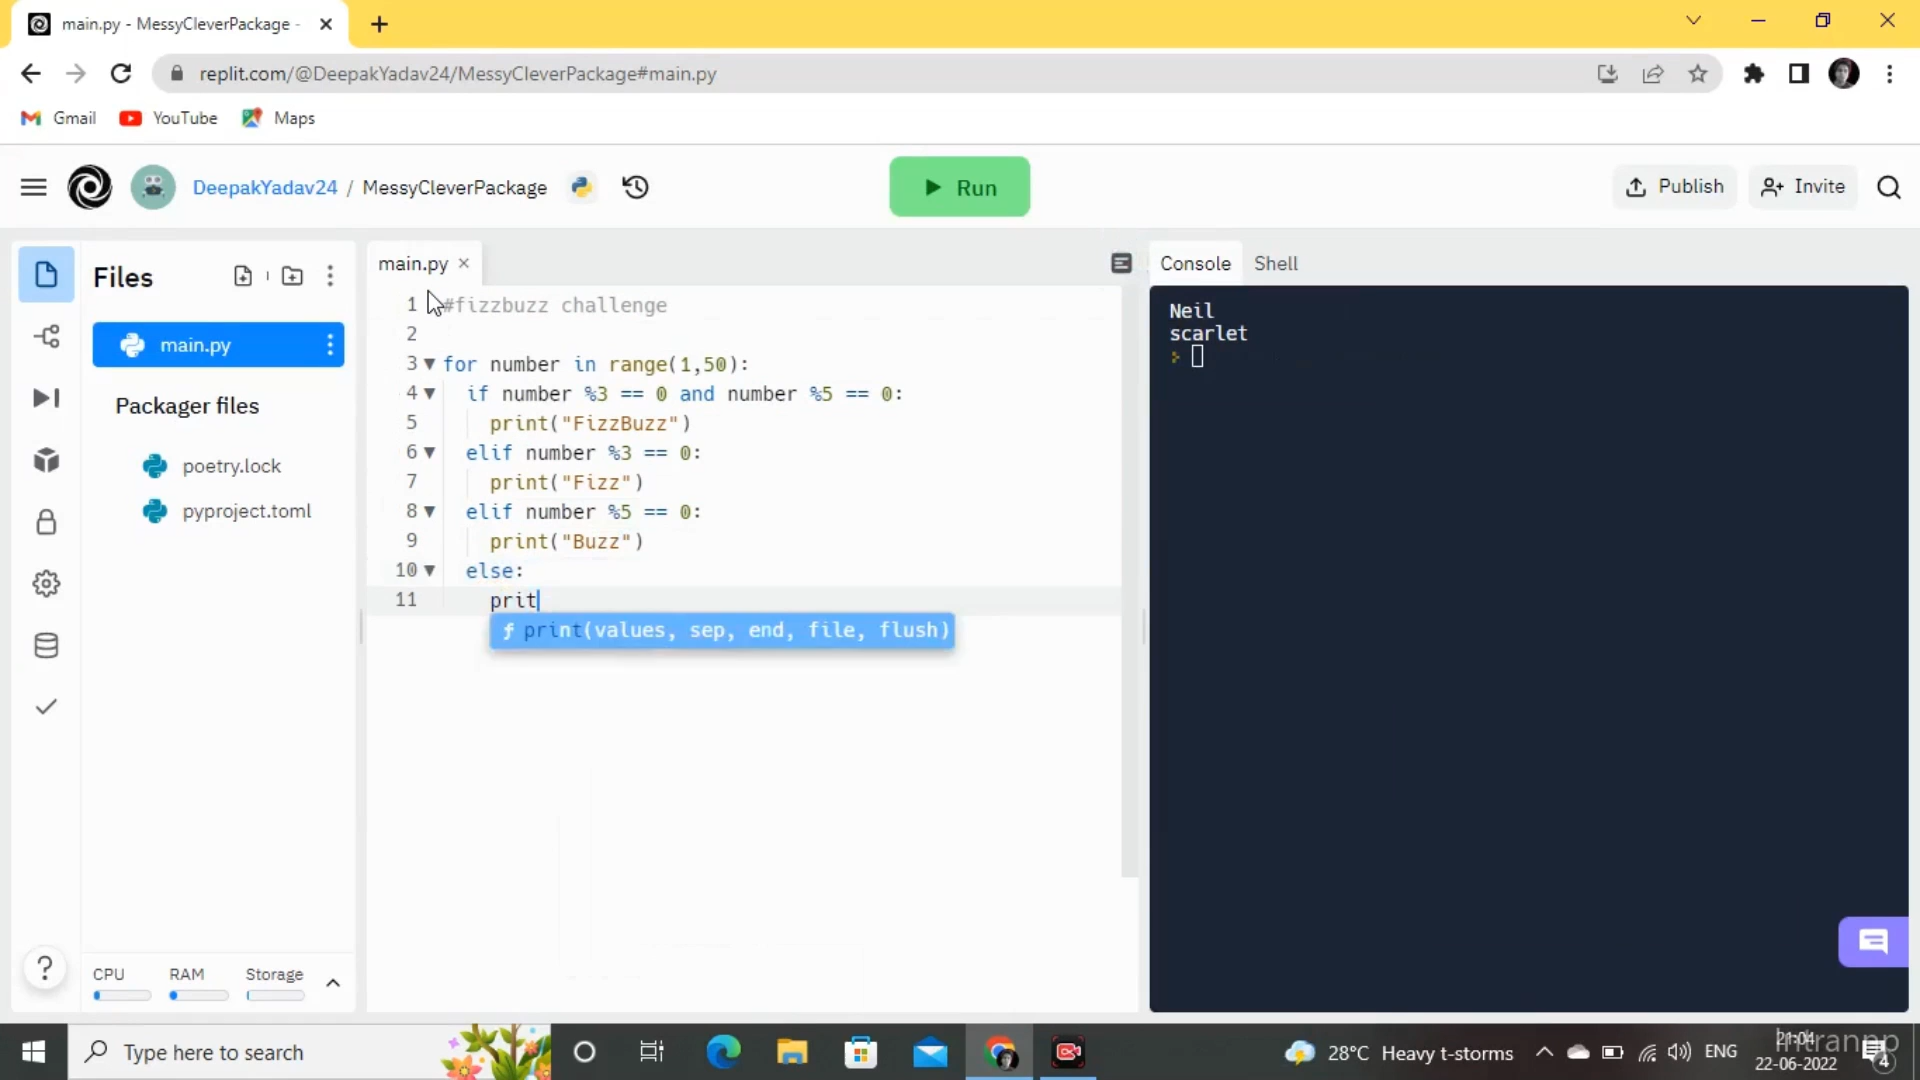 main.py - MessyCleverPackage -
replit.com/@DeepakYadav24/MessyCleverPackage#main.py
Gmail YouTube Maps
DeepakYadav24 / MessyCleverPackage
Run
Publish Invite
Files
main.py
Packager files
poetry.lock
pyproject.toml
CPU RAM Storage
main.py
1 #fizzbuzz challenge
2
3 for number in range(1,50):
4 if number %3 == 0 and number %5 == 0:
5 print("FizzBuzz")
6 elif number %3 == 0:
7 print("Fizz")
8 elif number %5 == 0:
9 print("Buzz")
10 else:
11 prit
ƒ print(values, sep, end, file, flush)
Console Shell
Neil
scarlet
?
Type here to search
28°C Heavy t-storms
ENG
21:04
22-06-2022
4